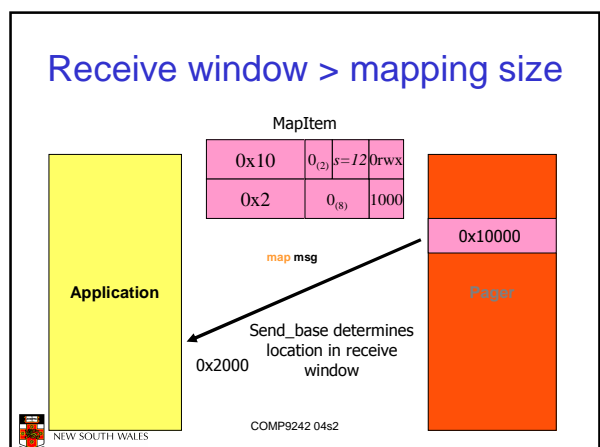 Receive window > mapping size
MapItem
0x10 0(2) s=12 0rwx
0x2 0(8) 1000
0x10000
map msg
Application
Pager
Send_base determines
location in receive
window
0x2000
COMP9242 04s2
NEW SOUTH WALES